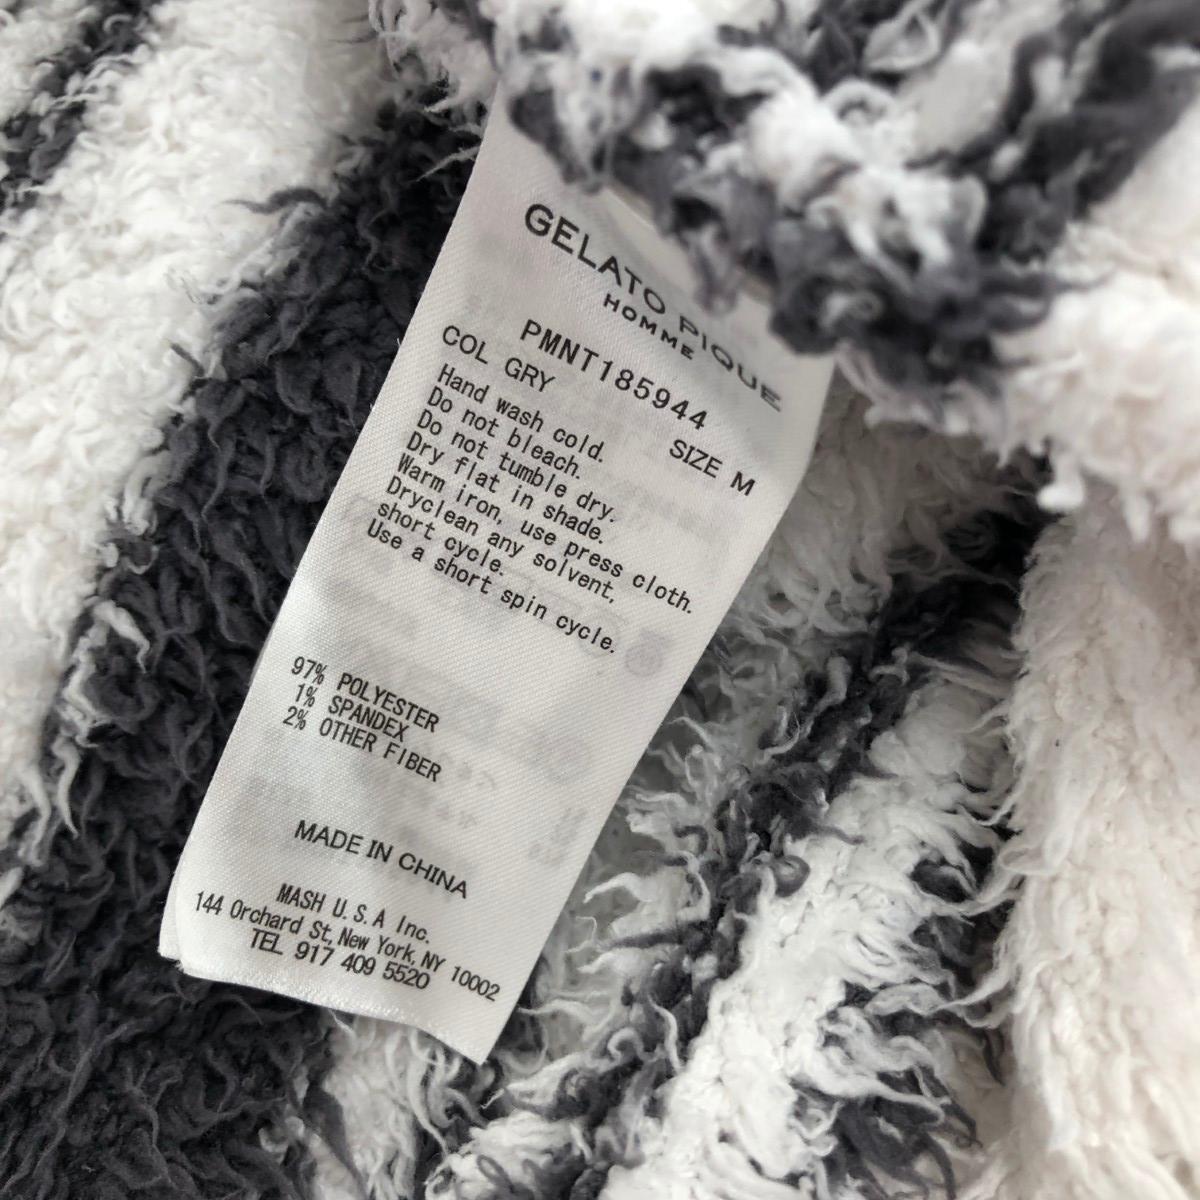 GELATO PIQUE
HOMME
PMNT185944
COL GRY SIZE M
Hand wash cold.
Do not bleach.
Do not tumble dry.
Dry flat in shade.
Warm iron, use press cloth.
Dryclean any solvent,
short cycle.
Use a short spin cycle.
97% POLYESTER
1% SPANDEX
2% OTHER FIBER
MADE IN CHINA
MASH U.S.A Inc.
144 Orchard St, New York, NY 10002
TEL 917 409 5520